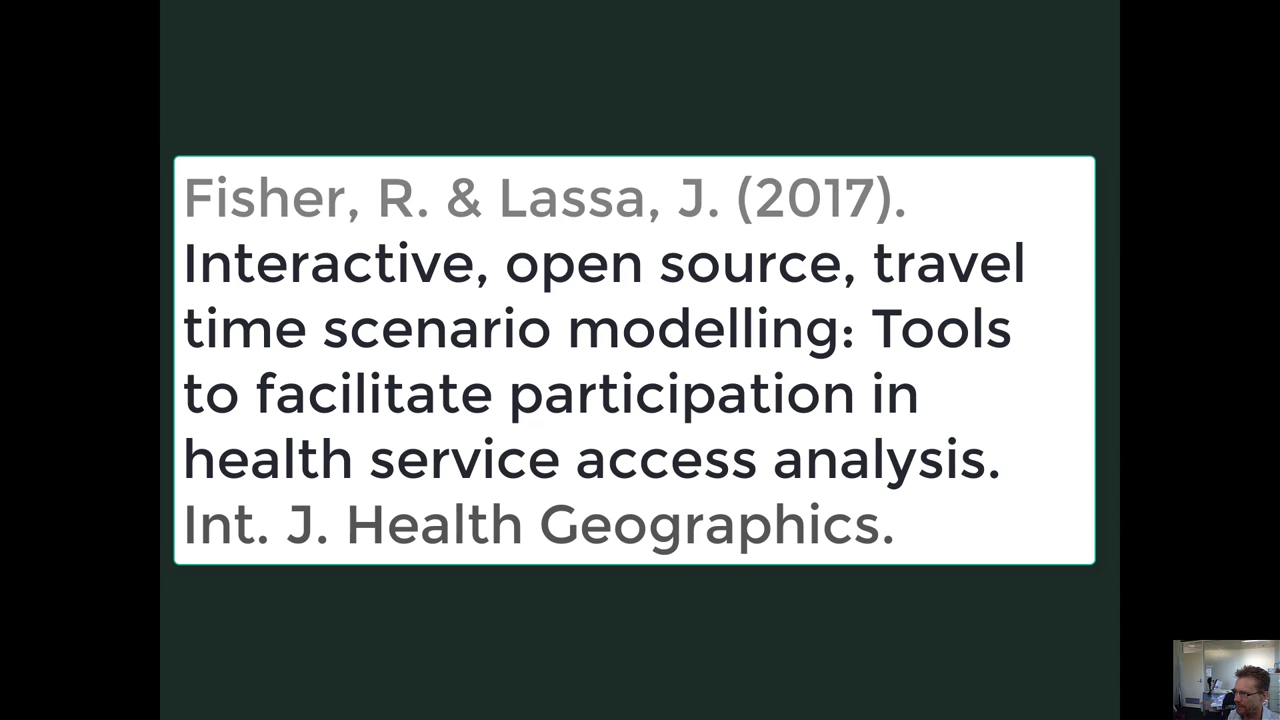 Fisher, R. & Lassa, J. (2017).
Interactive, open source, travel
time scenario modelling: Tools
to facilitate participation in
health service access analysis.
Int. J. Health Geographics.